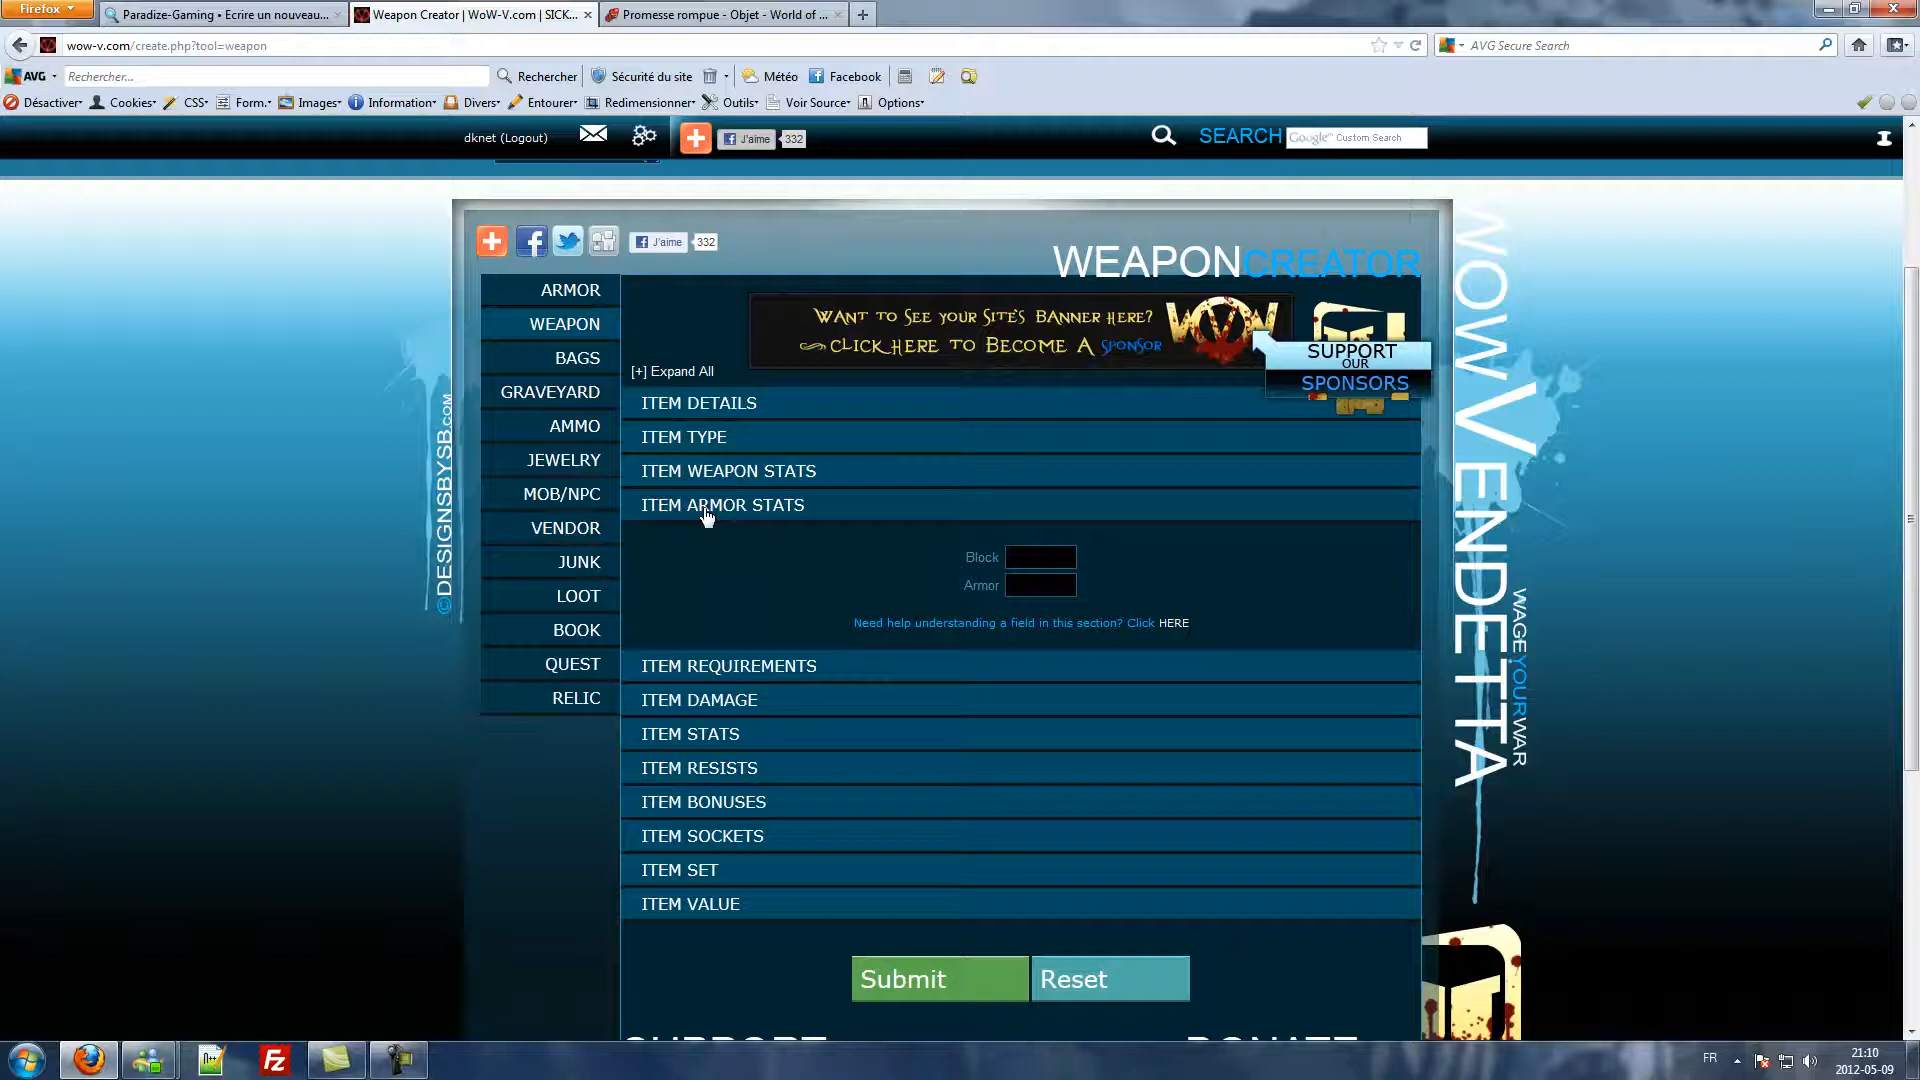 Firefox
Paradize-Gaming • Ecrire un nouveau...
Weapon Creator | WoW-V.com | SICK...
Promesse rompue - Objet - World of ...
wow-v.com/create.php?tool=weapon
AVG Secure Search
AVG
Rechercher...
Rechercher
Sécurité du site
Météo
Facebook
Désactiver
Cookies
CSS
Form.
Images
Information
Divers
Entourer
Redimensionner
Outils
Voir Source
Options
dknet (Logout)
J'aime
332
SEARCH
Google™ Custom Search
J'aime
332
WEAPONCREATOR
ARMOR
WEAPON
BAGS
GRAVEYARD
AMMO
JEWELRY
MOB/NPC
VENDOR
JUNK
LOOT
BOOK
QUEST
RELIC
WANT TO SEE YOUR SITE'S BANNER HERE?
CLICK HERE TO BECOME A SPONSOR
WOW
SUPPORT
OUR
SPONSORS
[+] Expand All
ITEM DETAILS
ITEM TYPE
ITEM WEAPON STATS
ITEM ARMOR STATS
Block
Armor
Need help understanding a field in this section? Click HERE
ITEM REQUIREMENTS
ITEM DAMAGE
ITEM STATS
ITEM RESISTS
ITEM BONUSES
ITEM SOCKETS
ITEM SET
ITEM VALUE
Submit
Reset
SUPPORT
DONATE
©DESIGNSBYSB.COM
WOWVENDETTA
WAGEYOURWAR
FR
21:10
2012-05-09